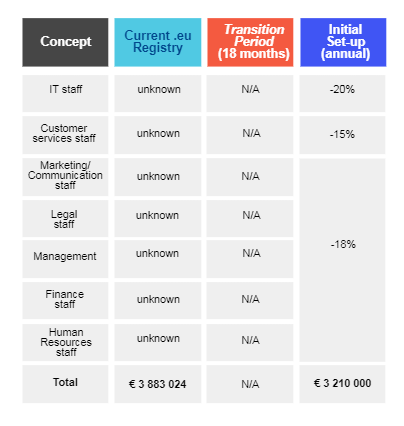 Concept
Current .eu
Registry
Transition
Period
(18 months)
Initial
Set-up
(annual)
IT staff
unknown
N/A
-20%
Customer
services staff
unknown
N/A
-15%
Marketing/
Communication
staff
unknown
N/A
Legal
staff
unknown
N/A
Management
unknown
N/A
-18%
Finance
staff
unknown
N/A
Human
Resources
staff
unknown
N/A
Total
€ 3 883 024
N/A
€ 3 210 000